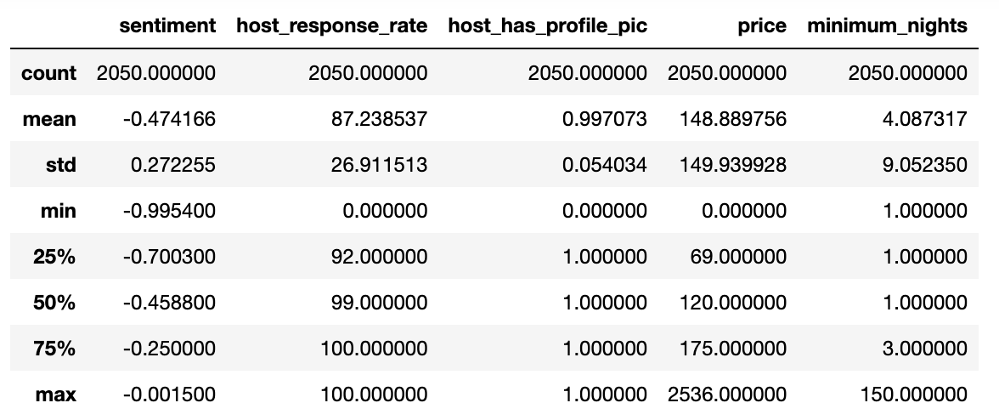 sentiment host_response_rate host_has_profile_pic price minimum_nights
count 2050.000000 2050.000000 2050.000000 2050.000000 2050.000000
mean -0.474166 87.238537 0.997073 148.889756 4.087317
std 0.272255 26.911513 0.054034 149.939928 9.052350
min -0.995400 0.000000 0.000000 0.000000 1.000000
25% -0.700300 92.000000 1.000000 69.000000 1.000000
50% -0.458800 99.000000 1.000000 120.000000 1.000000
75% -0.250000 100.000000 1.000000 175.000000 3.000000
max -0.001500 100.000000 1.000000 2536.000000 150.000000